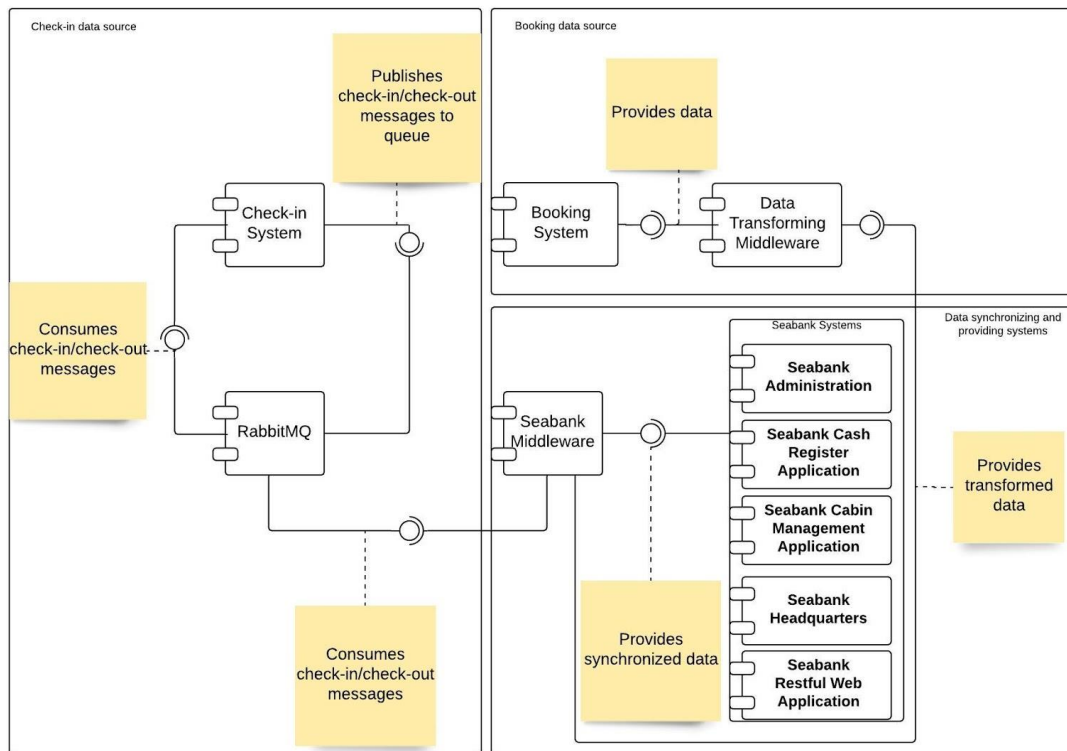 Check-in data source
Publishes
check-in/check-out
messages to
queue
Check-in
System
Consumes
check-in/check-out
messages
RabbitMQ
Consumes
check-in/check-out
messages
Booking data source
Provides data
Booking
System
Data
Transforming
Middleware
Data synchronizing and
providing systems
Seabank
Middleware
Provides
synchronized data
Seabank Systems
Seabank
Administration
Seabank Cash
Register
Application
Seabank Cabin
Management
Application
Seabank
Headquarters
Seabank
Restful Web
Application
Provides
transformed
data